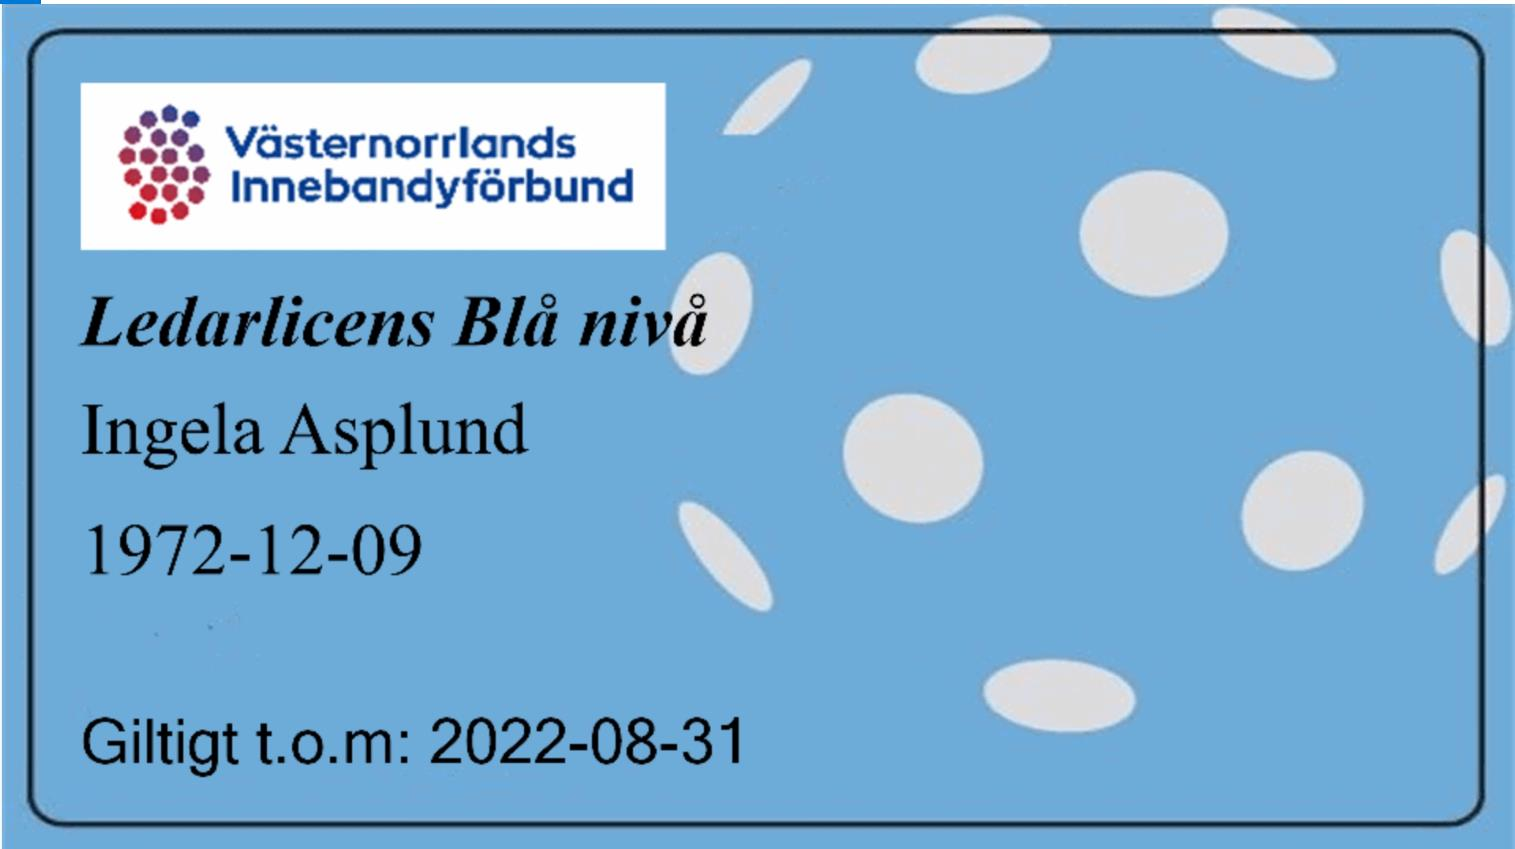 Västernorrlands
Innebandyförbund
Ledarlicens Blå nivå
Ingela Asplund
1972-12-09
Giltigt t.o.m: 2022-08-31